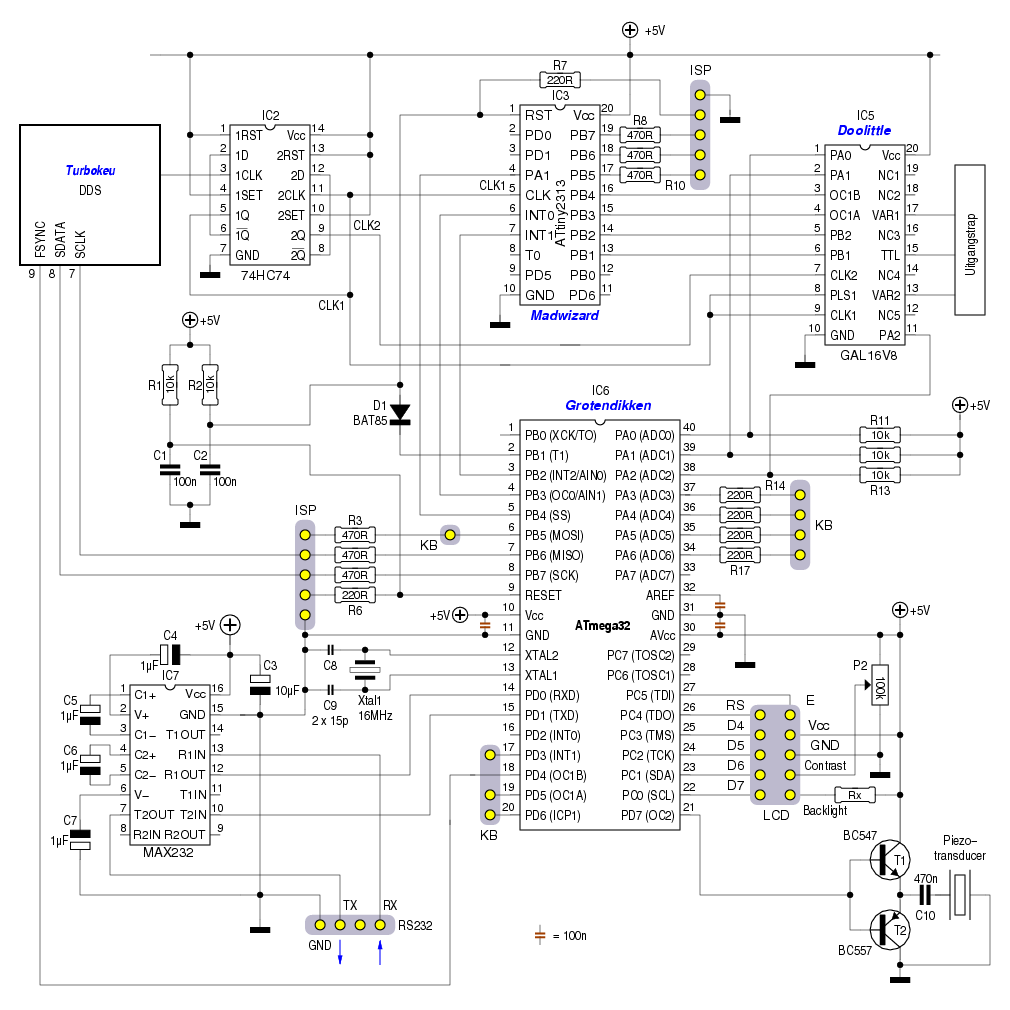 +5V
R7
220R
ISP
IC3
1 RST Vcc 20
2 PD0 PB7 19
3 PD1 PB6 18
4 PA1 PB5 17
5 CLK PB4 16
6 INT0 PB3 15
7 INT1 PB2 14
8 T0 PB1 13
9 PD5 PB0 12
10 GND PD6 11
ATtiny2313
Madwizard
R8
470R
470R
470R
R10
CLK1
IC2
1 1RST Vcc 14
2 1D 2RST 13
3 1CLK 2D 12
4 1SET 2CLK 11
5 1Q 2SET 10
6 1Q 2Q 9
7 GND 2Q 8
74HC74
CLK2
CLK1
Turbokeu
DDS
FSYNC
SDATA
SCLK
9 8 7
IC5
Doolittle
1 PA0 Vcc 20
2 PA1 NC1 19
3 OC1B NC2 18
4 OC1A VAR1 17
5 PB2 NC3 16
6 PB1 TTL 15
7 CLK2 NC4 14
8 PLS1 VAR2 13
9 CLK1 NC5 12
10 GND PA2 11
GAL16V8
Uitgangstrap
+5V
R1
10k
R2
10k
C1
100n
C2
100n
D1
BAT85
IC6
Grotendikken
1 PB0 (XCK/TO) PA0 (ADC0) 40
2 PB1 (T1) PA1 (ADC1) 39
3 PB2 (INT2/AIN0) PA2 (ADC2) 38
4 PB3 (OC0/AIN1) PA3 (ADC3) 37
5 PB4 (SS) PA4 (ADC4) 36
6 PB5 (MOSI) PA5 (ADC5) 35
7 PB6 (MISO) PA6 (ADC6) 34
8 PB7 (SCK) PA7 (ADC7) 33
9 RESET AREF 32
10 Vcc GND 31
11 GND AVcc 30
12 XTAL2 PC7 (TOSC2) 29
13 XTAL1 PC6 (TOSC1) 28
14 PD0 (RXD) PC5 (TDI) 27
15 PD1 (TXD) PC4 (TDO) 26
16 PD2 (INT0) PC3 (TMS) 25
17 PD3 (INT1) PC2 (TCK) 24
18 PD4 (OC1B) PC1 (SDA) 23
19 PD5 (OC1A) PC0 (SCL) 22
20 PD6 (ICP1) PD7 (OC2) 21
ATmega32
+5V
R11
10k
10k
10k
R13
R14
220R
220R
220R
220R
R17
KB
ISP
R3
470R
470R
470R
220R
R6
KB
+5V
C8
C9
2 x 15p
Xtal1
16MHz
KB
+5V
C4
1µF
C3
10µF
C5
1µF
C6
1µF
C7
1µF
IC7
1 C1+ Vcc 16
2 V+ GND 15
3 C1− T1OUT 14
4 C2+ R1IN 13
5 C2− R1OUT 12
6 V− T1IN 11
7 T2OUT T2IN 10
8 R2IN R2OUT 9
MAX232
TX
RX
RS232
GND
+5V
P2
100k
RS E
D4 Vcc
D5 GND
D6 Contrast
D7
LCD
Rx
Backlight
BC547
T1
T2
BC557
470n
C10
Piezo−
transducer
= 100n